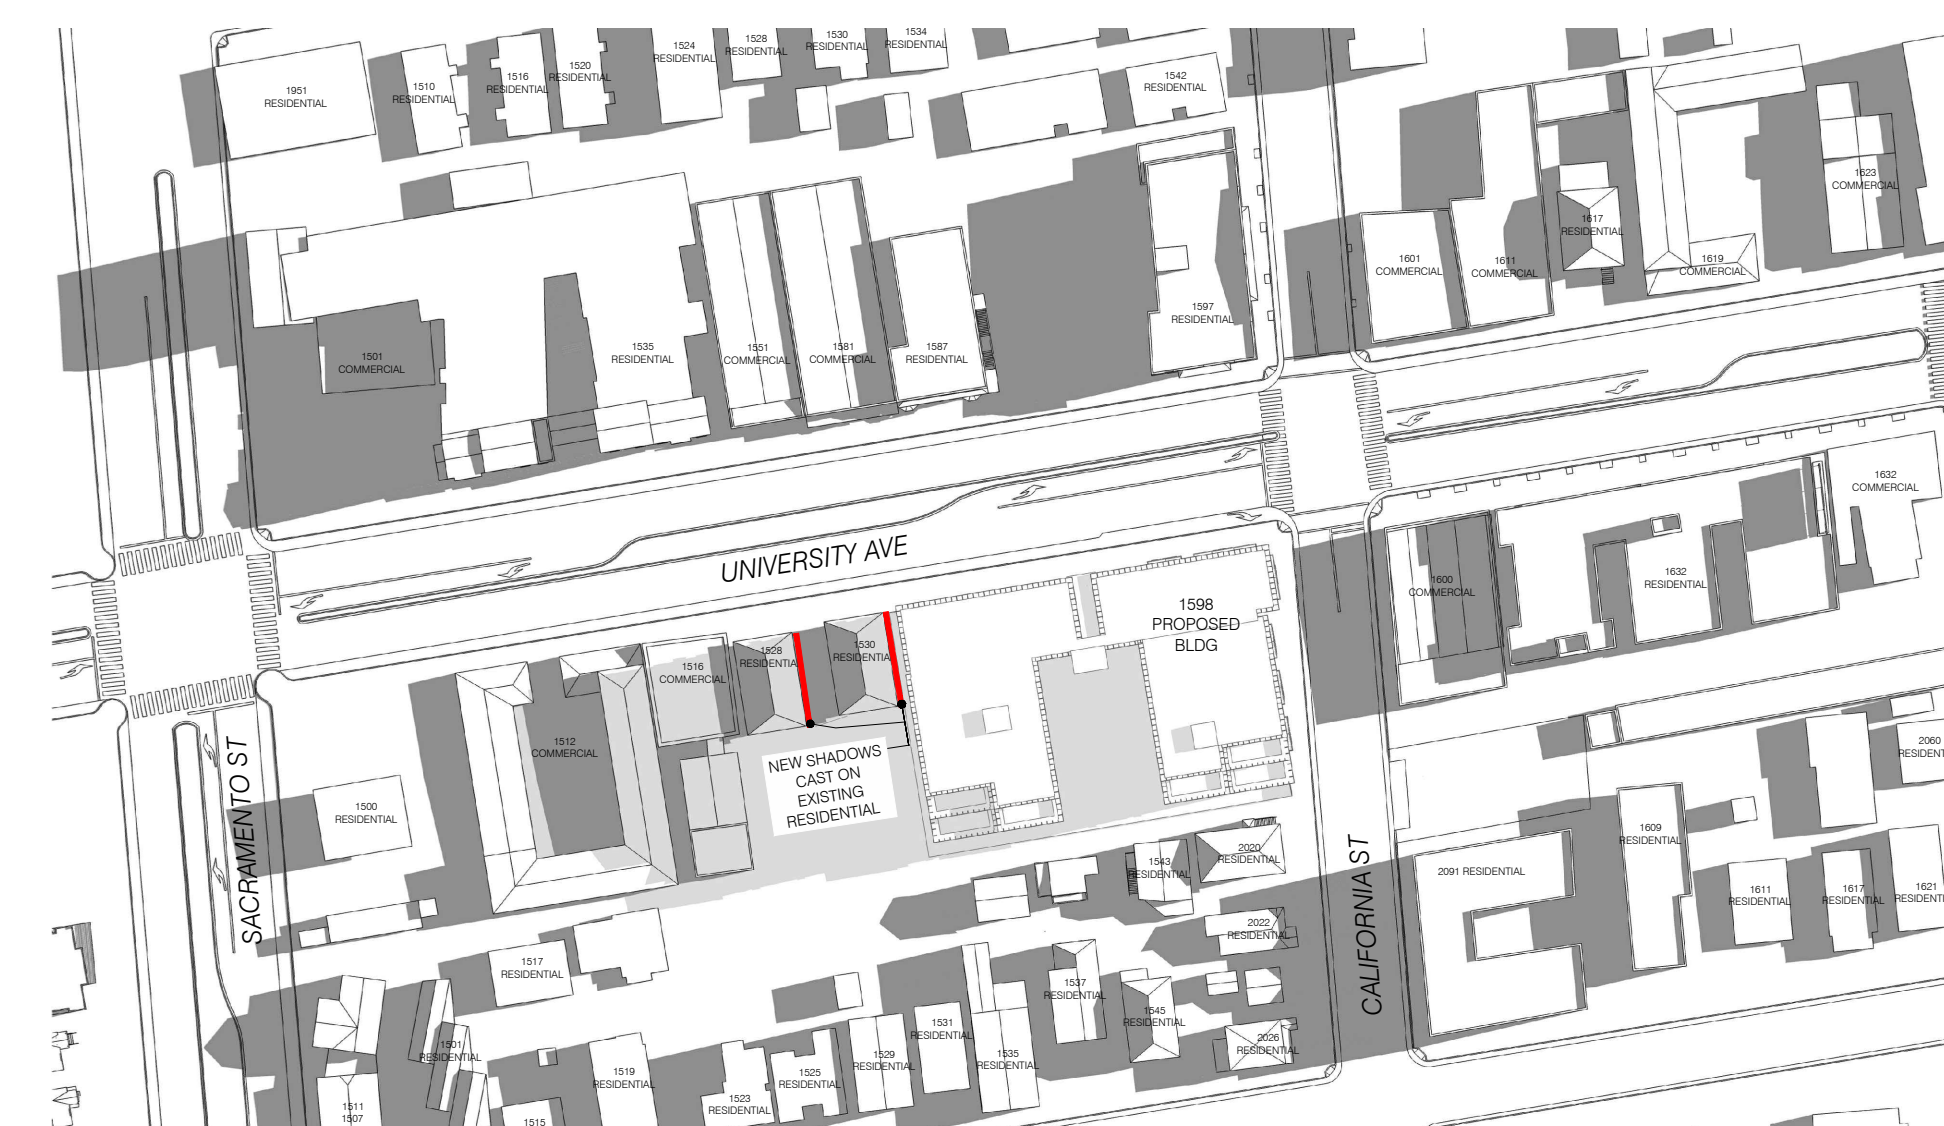 1534
RESIDENTIAL
1530
RESIDENTIAL
1528
RESIDENTIAL
1524
RESIDENTIAL
1520
RESIDENTIAL
1516
RESIDENTIAL
1510
RESIDENTIAL
1951
RESIDENTIAL
1542
RESIDENTIAL
1623
COMMERCIAL
1617
RESIDENTIAL
1619
COMMERCIAL
1611
COMMERCIAL
1601
COMMERCIAL
1597
RESIDENTIAL
1587
RESIDENTIAL
1581
COMMERCIAL
1551
COMMERCIAL
1535
RESIDENTIAL
1501
COMMERCIAL
1632
COMMERCIAL
UNIVERSITY AVE
1632
RESIDENTIAL
1600
COMMERCIAL
1598
PROPOSED
BLDG
1530
RESIDENTIAL
1528
RESIDENTIAL
1516
COMMERCIAL
1512
COMMERCIAL
NEW SHADOWS
CAST ON
EXISTING
RESIDENTIAL
2060
RESIDENT
SACRAMENTO ST
1500
RESIDENTIAL
1609
RESIDENTIAL
2020
RESIDENTIAL
1543
RESIDENTIAL
2091 RESIDENTIAL
1611
RESIDENTIAL
1617
RESIDENTIAL
1621
RESIDENTI
CALIFORNIA ST
2022
RESIDENTIAL
1517
RESIDENTIAL
1537
RESIDENTIAL
1545
RESIDENTIAL
2026
RESIDENTIAL
1531
RESIDENTIAL
1535
RESIDENTIAL
1529
RESIDENTIAL
1501
RESIDENTIAL
1519
RESIDENTIAL
1525
RESIDENTIAL
1523
RESIDENTIAL
1511
1507
1515